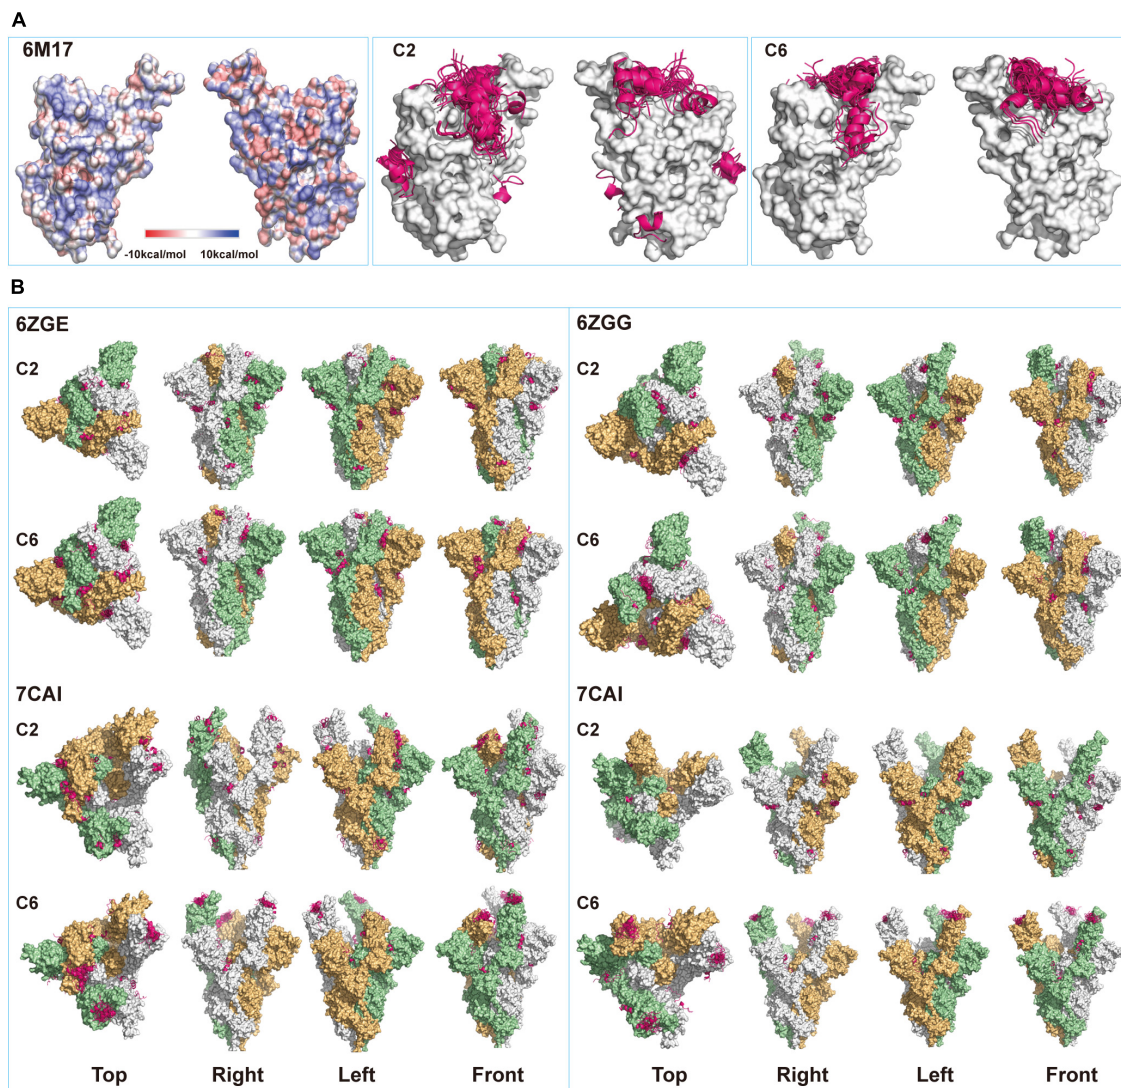 A
6M17
C2
C6
-10kcal/mol
10kcal/mol
B
6ZGE
6ZGG
C2
C2
C6
C6
7CAI
7CAI
C2
C2
C6
C6
Top
Right
Left
Front
Top
Right
Left
Front